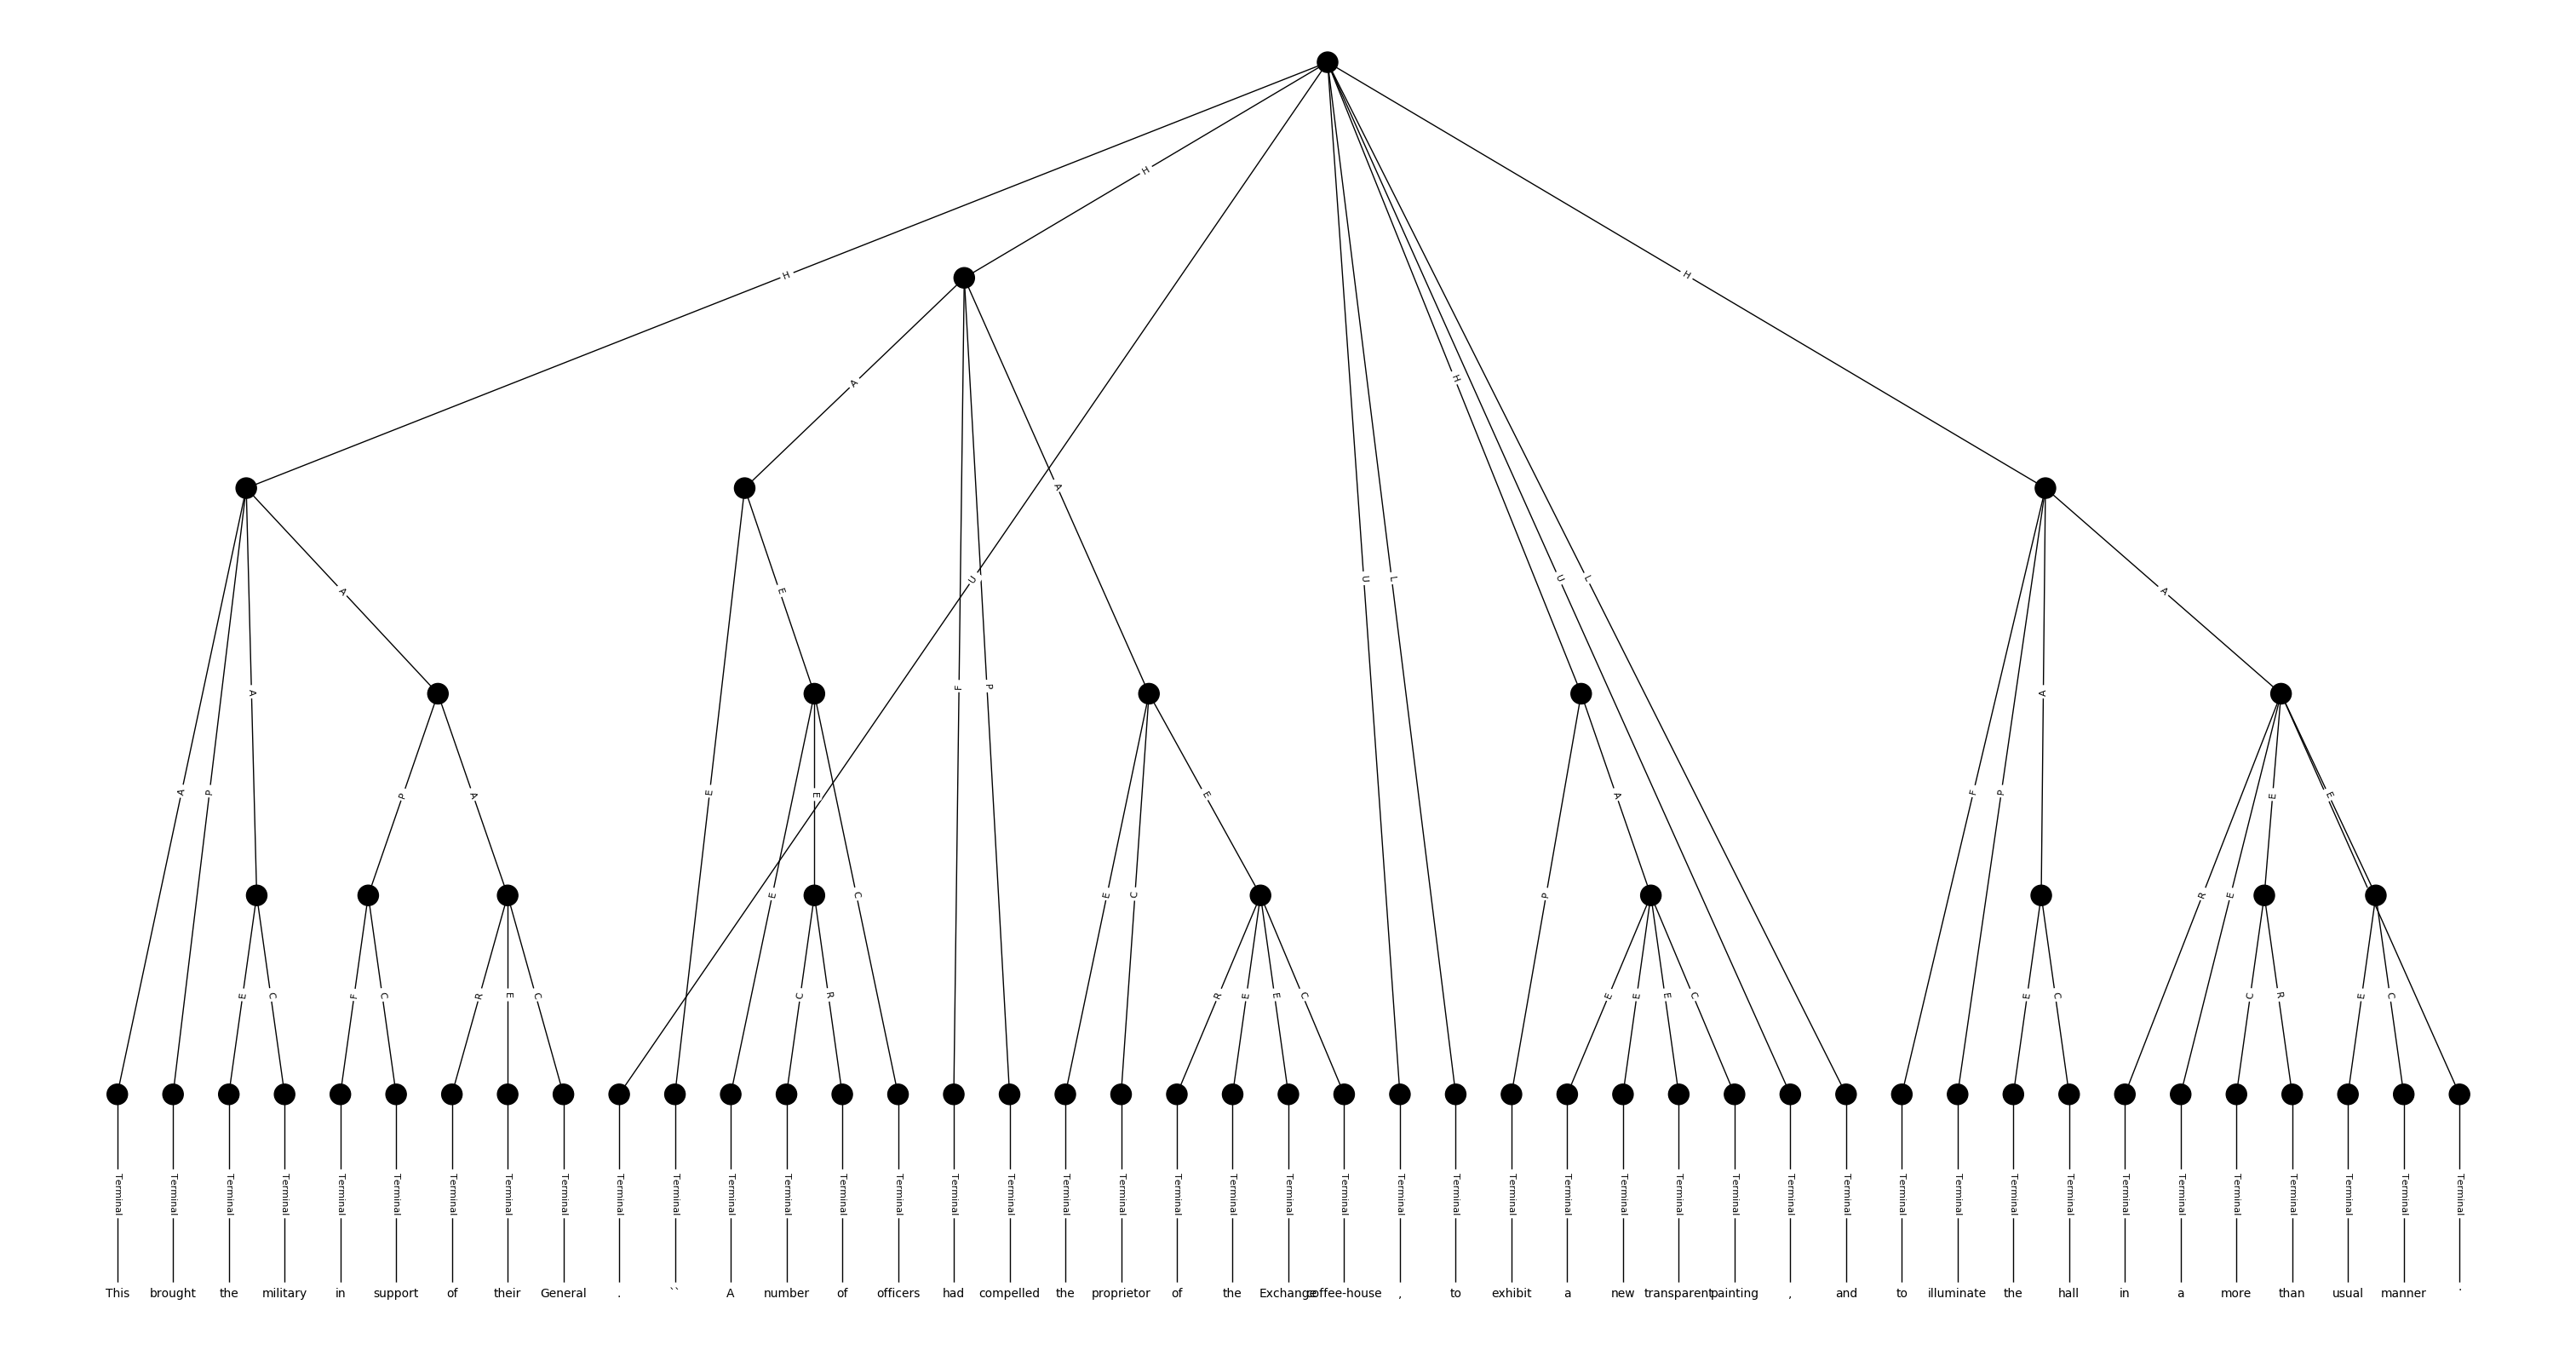 H
H
H
H
A
A
U
U
L
U
L
A
E
A
A
F
P
A
A
P
E
P
A
E
E
A
F
P
E
E
E
E
C
E
C
P
R
E
E
C
F
C
R
E
C
C
R
R
E
E
C
E
E
E
C
E
C
C
R
E
C
Terminal Terminal Terminal Terminal Terminal Terminal Terminal Terminal Terminal Terminal Terminal Terminal Terminal Terminal Terminal Terminal Terminal Terminal Terminal Terminal Terminal Terminal Terminal Terminal Terminal Terminal Terminal Terminal Terminal Terminal Terminal Terminal Terminal Terminal Terminal Terminal Terminal Terminal Terminal Terminal Terminal Terminal Terminal
This brought the military in support of their General . `` A number of officers had compelled the proprietor of the Exchange coffee-house , to exhibit a new transparent painting , and to illuminate the hall in a more than usual manner .